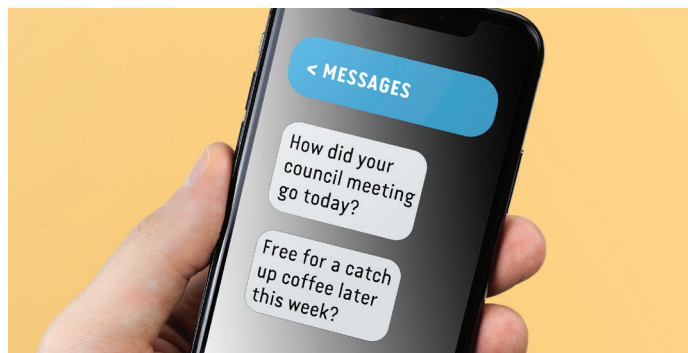 < MESSAGES
How did your
council meeting
go today?
Free for a catch
up coffee later
this week?